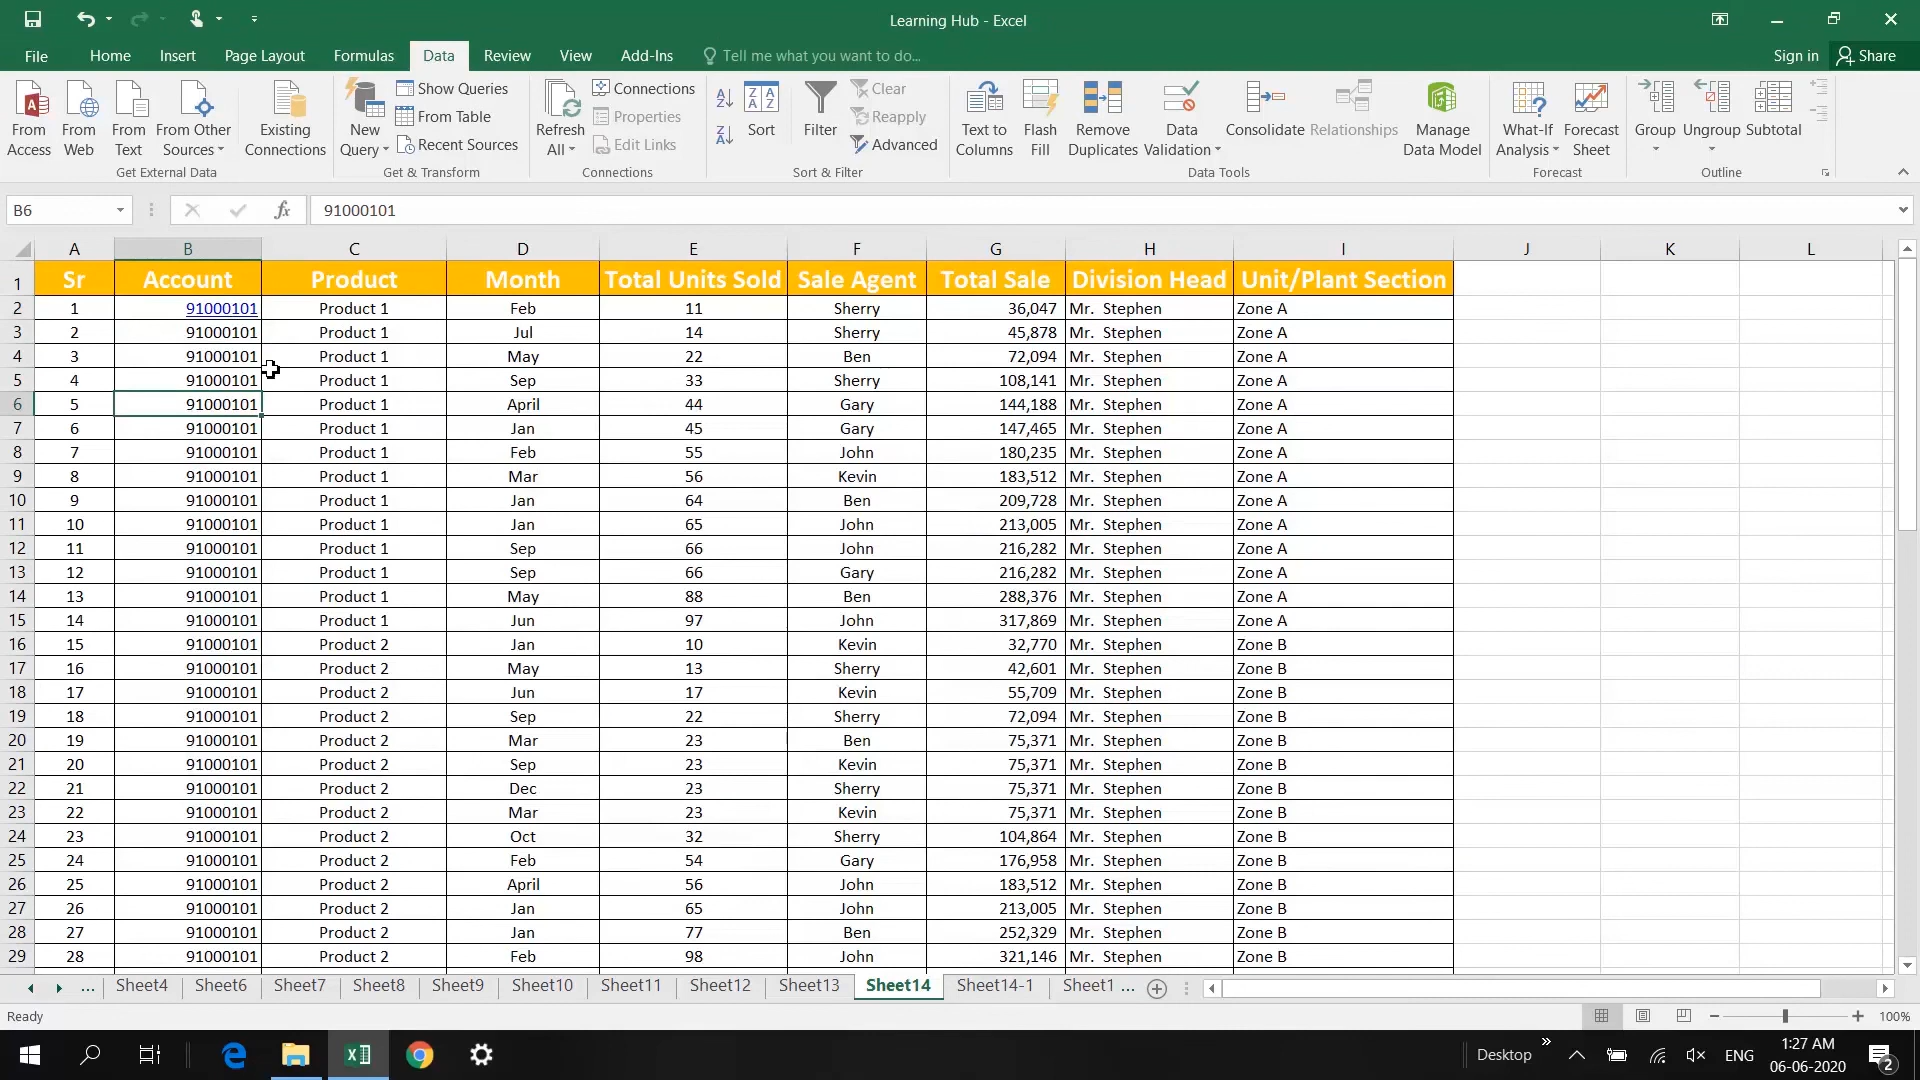 Learning Hub - Excel
File Home Insert Page Layout Formulas Data Review View Add-Ins Tell me what you want to do... Sign in Share
From Access
From Web
From Text
From Other Sources
Existing Connections
Get External Data
New Query
Show Queries
From Table
Recent Sources
Get & Transform
Refresh All
Connections
Properties
Edit Links
Connections
Sort
Filter
Clear
Reapply
Advanced
Sort & Filter
Text to Columns
Flash Fill
Remove Duplicates
Data Validation
Consolidate
Relationships
Manage Data Model
Data Tools
What-If Analysis
Forecast Sheet
Forecast
Group
Ungroup
Subtotal
Outline
B6 fx 91000101
A B C D E F G H I J K L
1 Sr Account Product Month Total Units Sold Sale Agent Total Sale Division Head Unit/Plant Section
2 1 91000101 Product 1 Feb 11 Sherry 36,047 Mr. Stephen Zone A
3 2 91000101 Product 1 Jul 14 Sherry 45,878 Mr. Stephen Zone A
4 3 91000101 Product 1 May 22 Ben 72,094 Mr. Stephen Zone A
5 4 91000101 Product 1 Sep 33 Sherry 108,141 Mr. Stephen Zone A
6 5 91000101 Product 1 April 44 Gary 144,188 Mr. Stephen Zone A
7 6 91000101 Product 1 Jan 45 Gary 147,465 Mr. Stephen Zone A
8 7 91000101 Product 1 Feb 55 John 180,235 Mr. Stephen Zone A
9 8 91000101 Product 1 Mar 56 Kevin 183,512 Mr. Stephen Zone A
10 9 91000101 Product 1 Jan 64 Ben 209,728 Mr. Stephen Zone A
11 10 91000101 Product 1 Jan 65 John 213,005 Mr. Stephen Zone A
12 11 91000101 Product 1 Sep 66 John 216,282 Mr. Stephen Zone A
13 12 91000101 Product 1 Sep 66 Gary 216,282 Mr. Stephen Zone A
14 13 91000101 Product 1 May 88 Ben 288,376 Mr. Stephen Zone A
15 14 91000101 Product 1 Jun 97 John 317,869 Mr. Stephen Zone A
16 15 91000101 Product 2 Jan 10 Kevin 32,770 Mr. Stephen Zone B
17 16 91000101 Product 2 May 13 Sherry 42,601 Mr. Stephen Zone B
18 17 91000101 Product 2 Jun 17 Kevin 55,709 Mr. Stephen Zone B
19 18 91000101 Product 2 Sep 22 Sherry 72,094 Mr. Stephen Zone B
20 19 91000101 Product 2 Mar 23 Ben 75,371 Mr. Stephen Zone B
21 20 91000101 Product 2 Sep 23 Kevin 75,371 Mr. Stephen Zone B
22 21 91000101 Product 2 Dec 23 Sherry 75,371 Mr. Stephen Zone B
23 22 91000101 Product 2 Mar 23 Kevin 75,371 Mr. Stephen Zone B
24 23 91000101 Product 2 Oct 32 Sherry 104,864 Mr. Stephen Zone B
25 24 91000101 Product 2 Feb 54 Gary 176,958 Mr. Stephen Zone B
26 25 91000101 Product 2 April 56 John 183,512 Mr. Stephen Zone B
27 26 91000101 Product 2 Jan 65 John 213,005 Mr. Stephen Zone B
28 27 91000101 Product 2 Jan 77 Ben 252,329 Mr. Stephen Zone B
29 28 91000101 Product 2 Feb 98 John 321,146 Mr. Stephen Zone B
... Sheet4 Sheet6 Sheet7 Sheet8 Sheet9 Sheet10 Sheet11 Sheet12 Sheet13 Sheet14 Sheet14-1 Sheet1 ...
Ready 100%
Desktop ENG 1:27 AM
06-06-2020 2